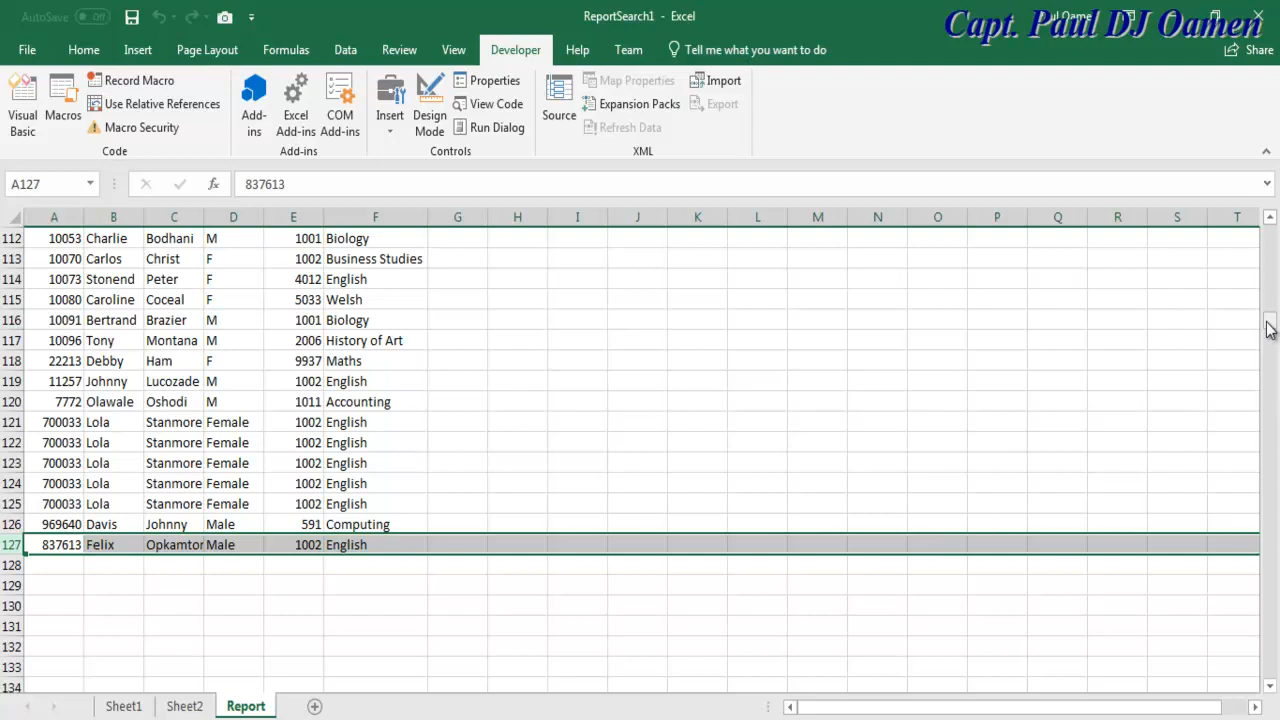 AutoSave Off
ReportSearch1 - Excel
Capt. Paul DJ Oamen
File Home Insert Page Layout Formulas Data Review View Developer Help Team Tell me what you want to do Share
Visual Basic
Macros
Record Macro
Use Relative References
Macro Security
Code
Add-ins
Excel Add-ins
COM Add-ins
Add-ins
Insert
Design Mode
Properties
View Code
Run Dialog
Controls
Source
Map Properties
Expansion Packs
Refresh Data
Import
Export
XML
A127 fx 837613
A B C D E F G H I J K L M N O P Q R S T
112 10053 Charlie Bodhani M 1001 Biology
113 10070 Carlos Christ F 1002 Business Studies
114 10073 Stonend Peter F 4012 English
115 10080 Caroline Coceal F 5033 Welsh
116 10091 Bertrand Brazier M 1001 Biology
117 10096 Tony Montana M 2006 History of Art
118 22213 Debby Ham F 9937 Maths
119 11257 Johnny Lucozade M 1002 English
120 7772 Olawale Oshodi M 1011 Accounting
121 700033 Lola Stanmore Female 1002 English
122 700033 Lola Stanmore Female 1002 English
123 700033 Lola Stanmore Female 1002 English
124 700033 Lola Stanmore Female 1002 English
125 700033 Lola Stanmore Female 1002 English
126 969640 Davis Johnny Male 591 Computing
127 837613 Felix Opkamtor Male 1002 English
128
129
130
131
132
133
134
Sheet1 Sheet2 Report